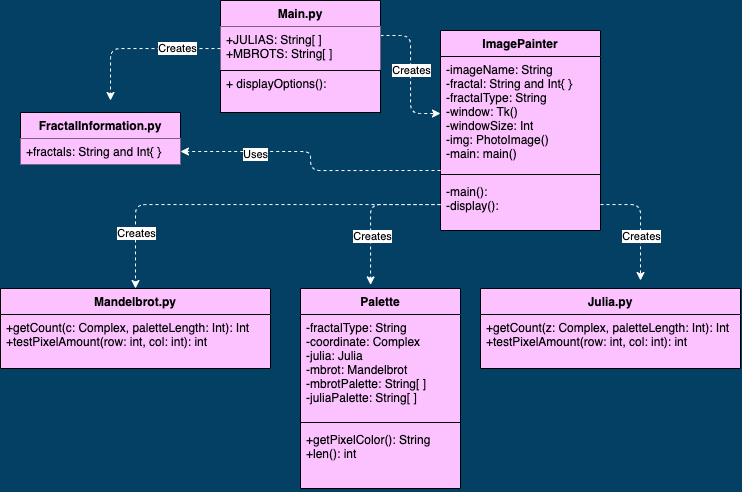 Main.py
+JULIAS: String[ ]
+MBROTS: String[ ]
+ displayOptions():
Creates
Creates
ImagePainter
-imageName: String
-fractal: String and Int{ }
-fractalType: String
-window: Tk()
-windowSize: Int
-img: PhotoImage()
-main: main()
-main():
-display():
FractalInformation.py
+fractals: String and Int{ }
Uses
Creates
Creates
Creates
Mandelbrot.py
+getCount(c: Complex, paletteLength: Int): Int
+testPixelAmount(row: int, col: int): int
Palette
-fractalType: String
-coordinate: Complex
-julia: Julia
-mbrot: Mandelbrot
-mbrotPalette: String[ ]
-juliaPalette: String[ ]
+getPixelColor(): String
+len(): int
Julia.py
+getCount(z: Complex, paletteLength: Int): Int
+testPixelAmount(row: int, col: int): int